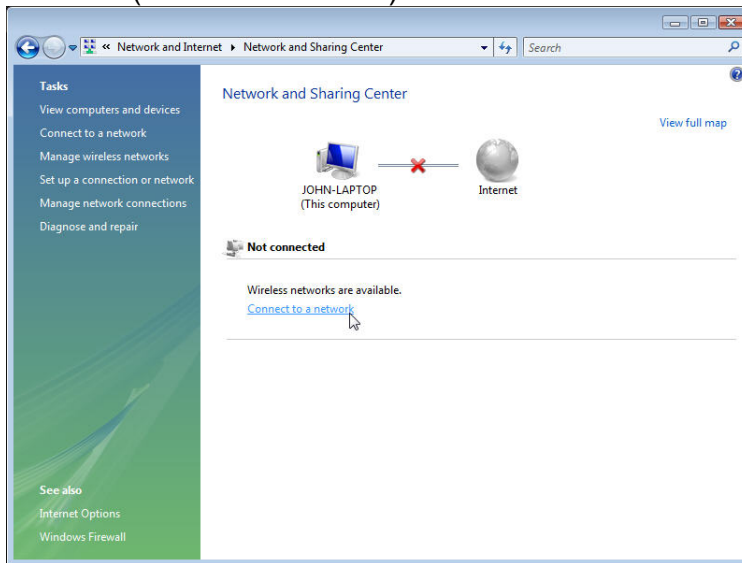 « Network and Internet ▸ Network and Sharing Center
Search
Tasks
View computers and devices
Connect to a network
Manage wireless networks
Set up a connection or network
Manage network connections
Diagnose and repair
See also
Internet Options
Windows Firewall
Network and Sharing Center
View full map
JOHN-LAPTOP
(This computer)
Internet
Not connected
Wireless networks are available.
Connect to a network